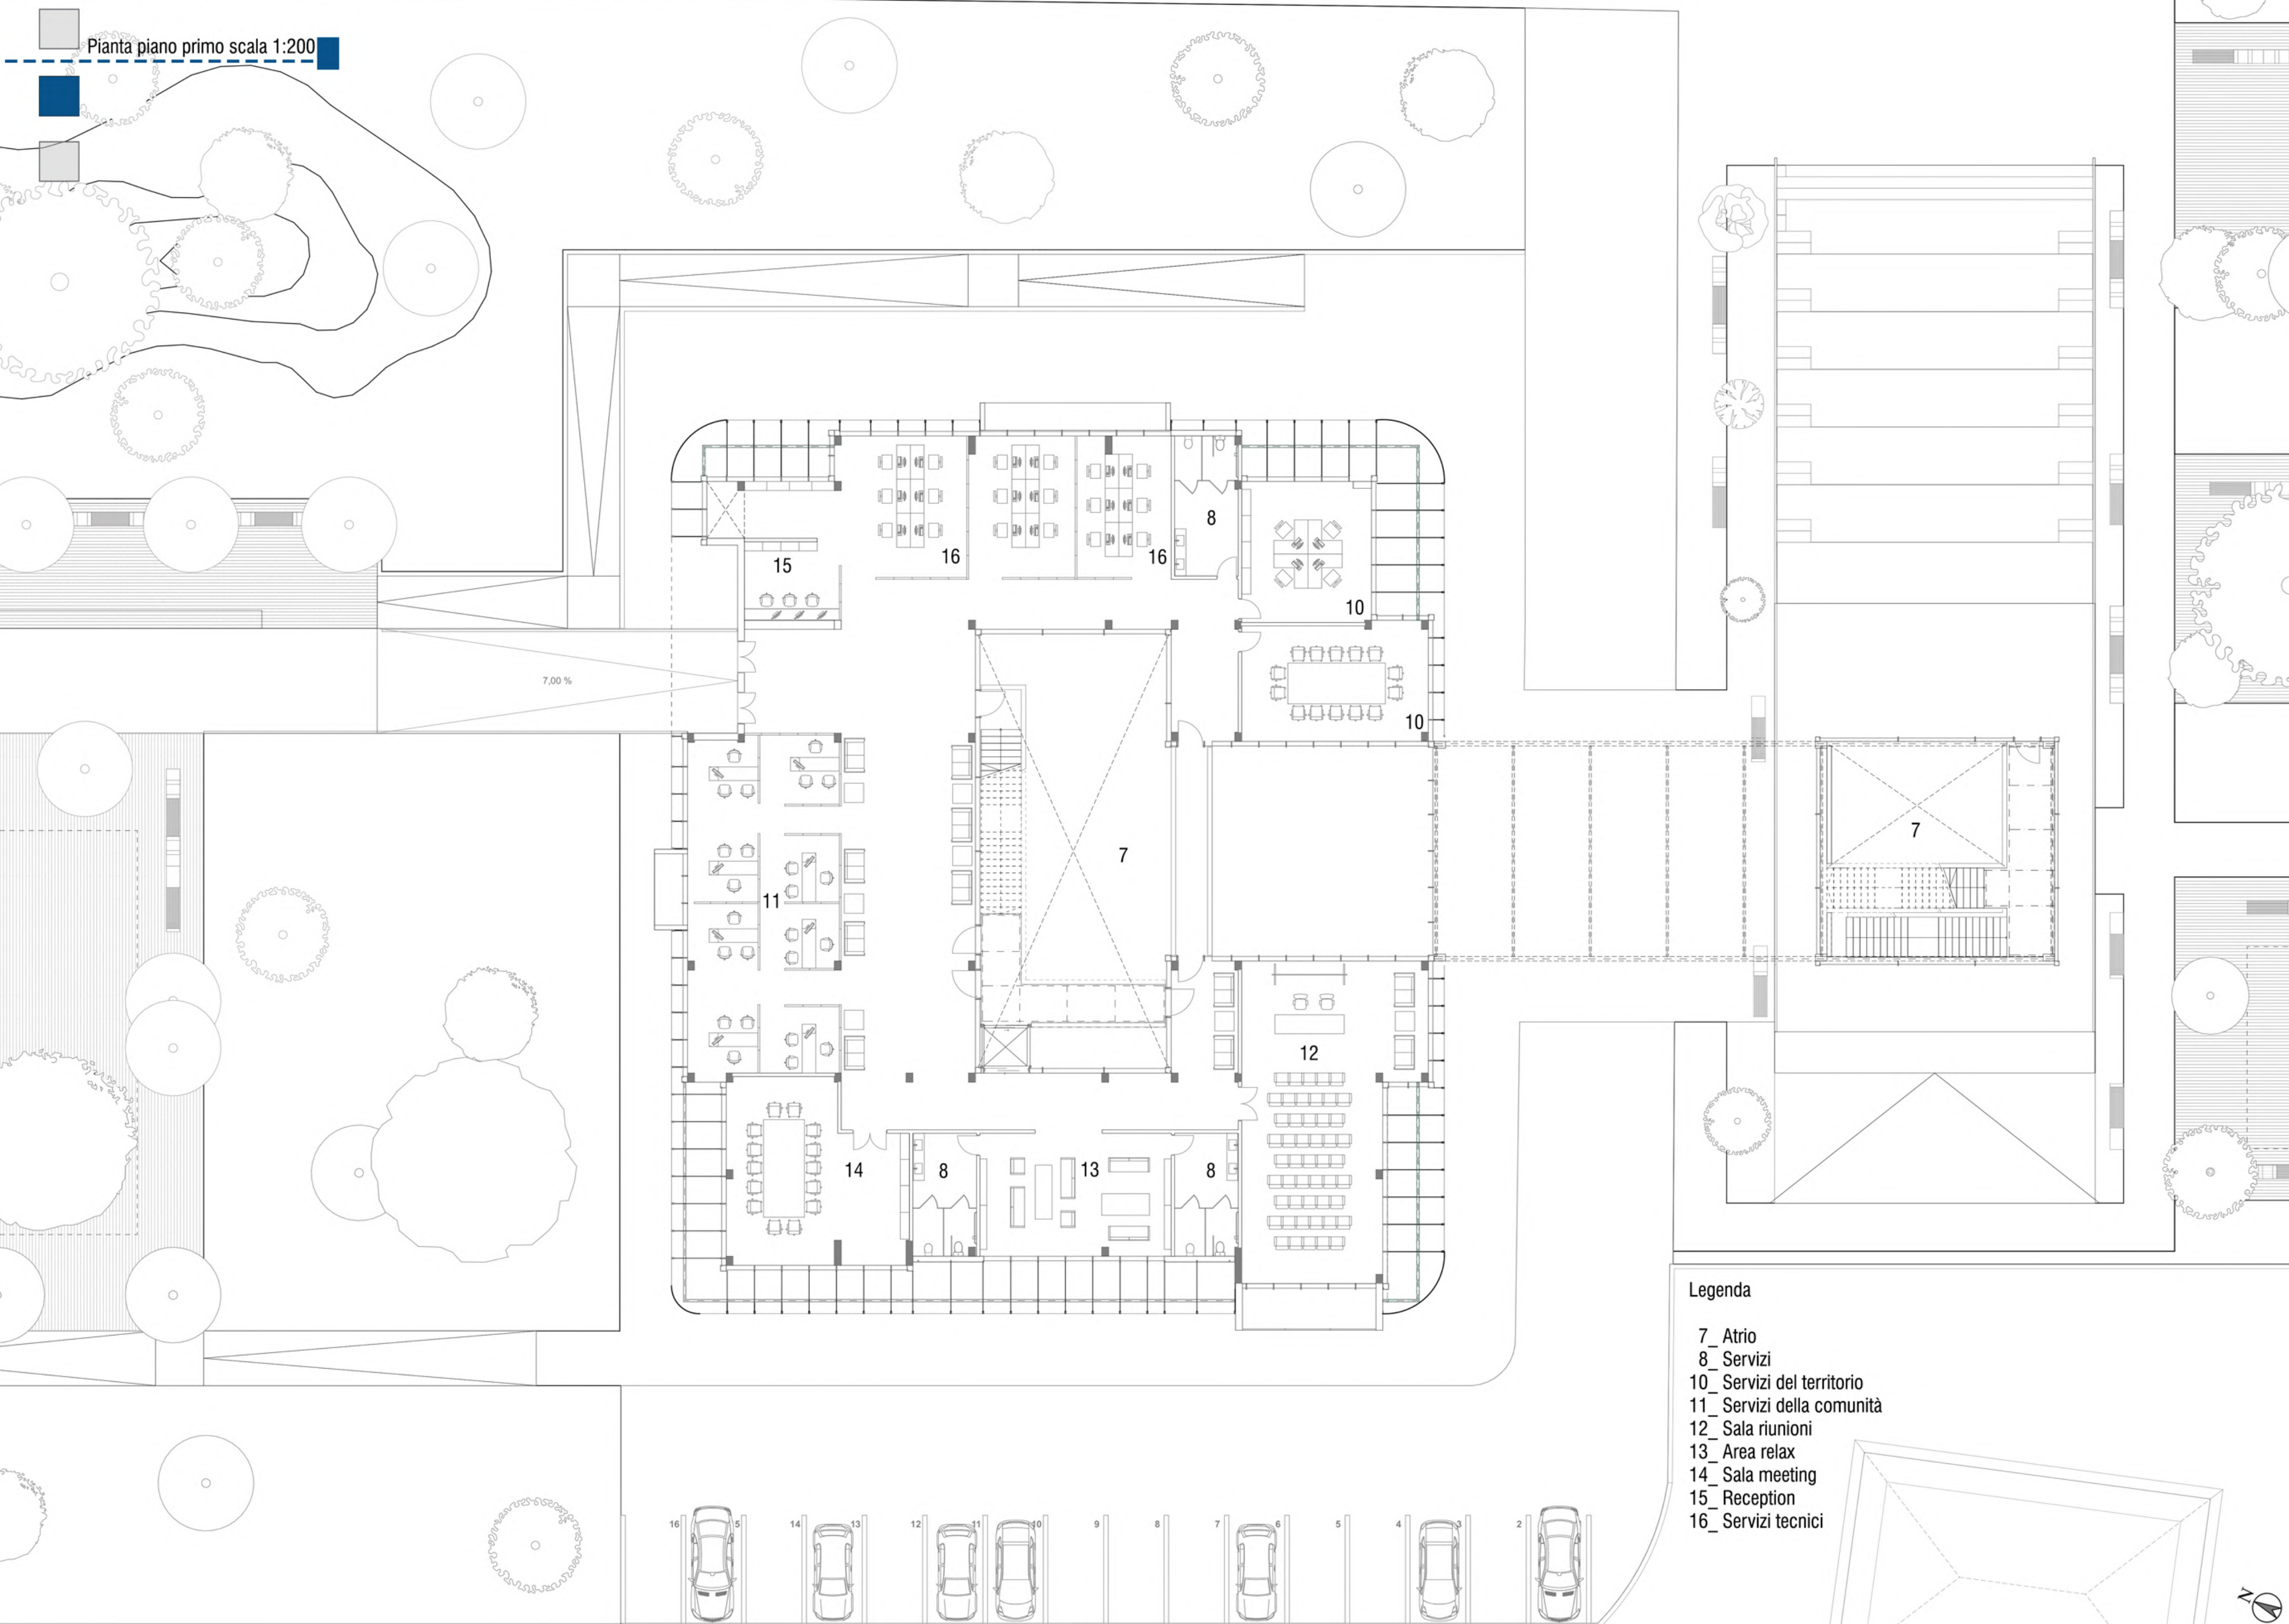 Pianta piano primo scala 1:200
16
16
8
15
10
7,00 %
10
7
7
11
12
14
8
13
8
Legenda
7_ Atrio
8_ Servizi
10_ Servizi del territorio
11_ Servizi della comunità
12_ Sala riunioni
13_ Area relax
14_ Sala meeting
15_ Reception
16_ Servizi tecnici
16 5 14 13 12 11 10 9 8 7 6 5 4 3 2
N